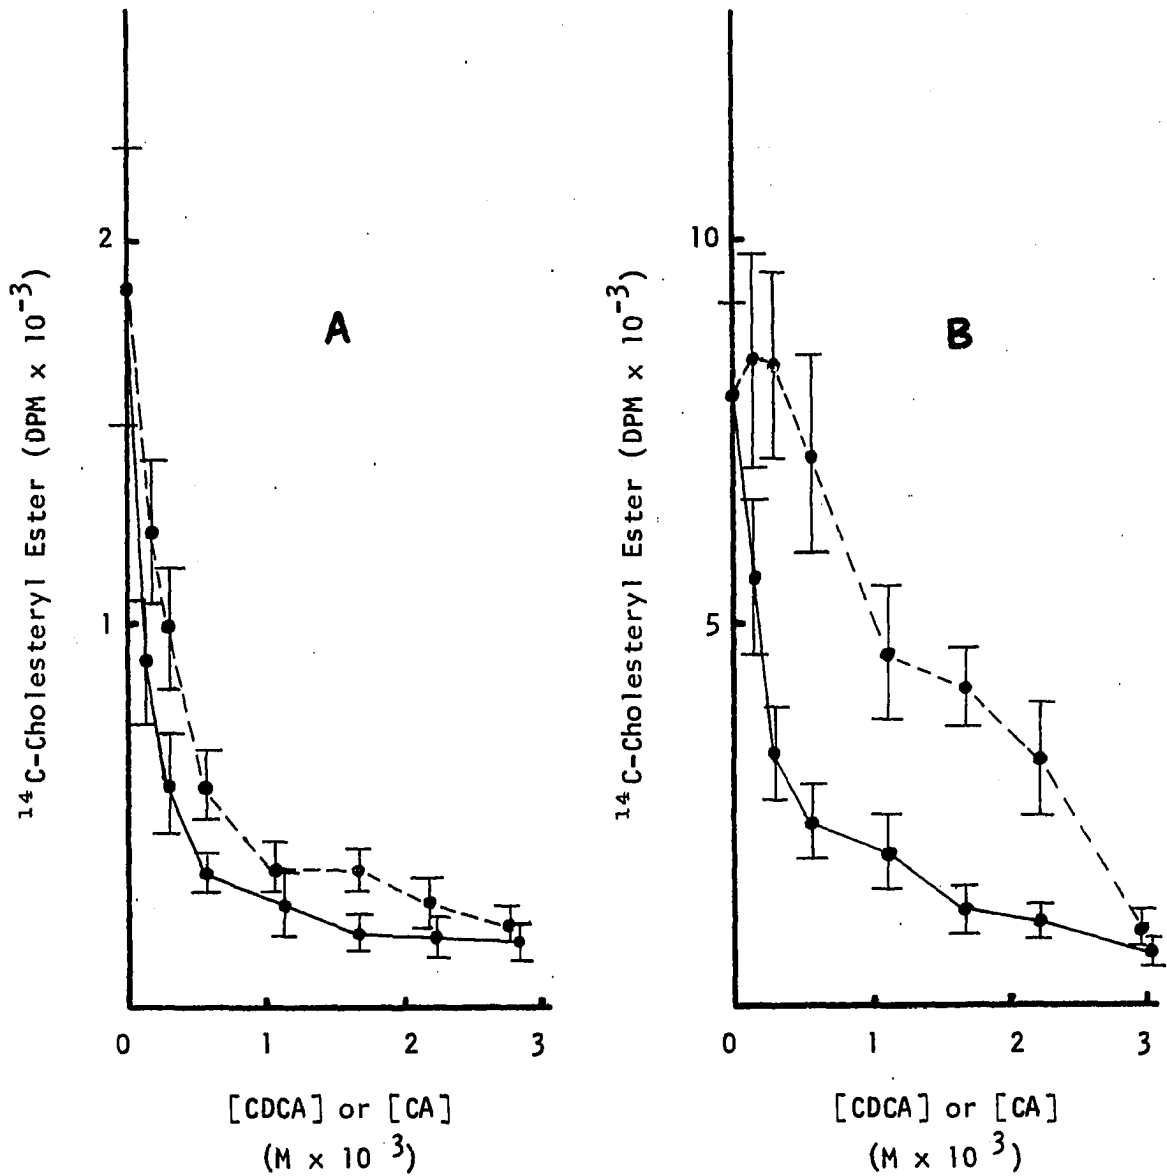 A
2
1
0 1 2 3
¹⁴C-Cholesteryl Ester (DPM x 10⁻³)
[CDCA] or [CA]
(M x 10³)
B
10
5
0 1 2 3
¹⁴C-Cholesteryl Ester (DPM x 10⁻³)
[CDCA] or [CA]
(M x 10³)